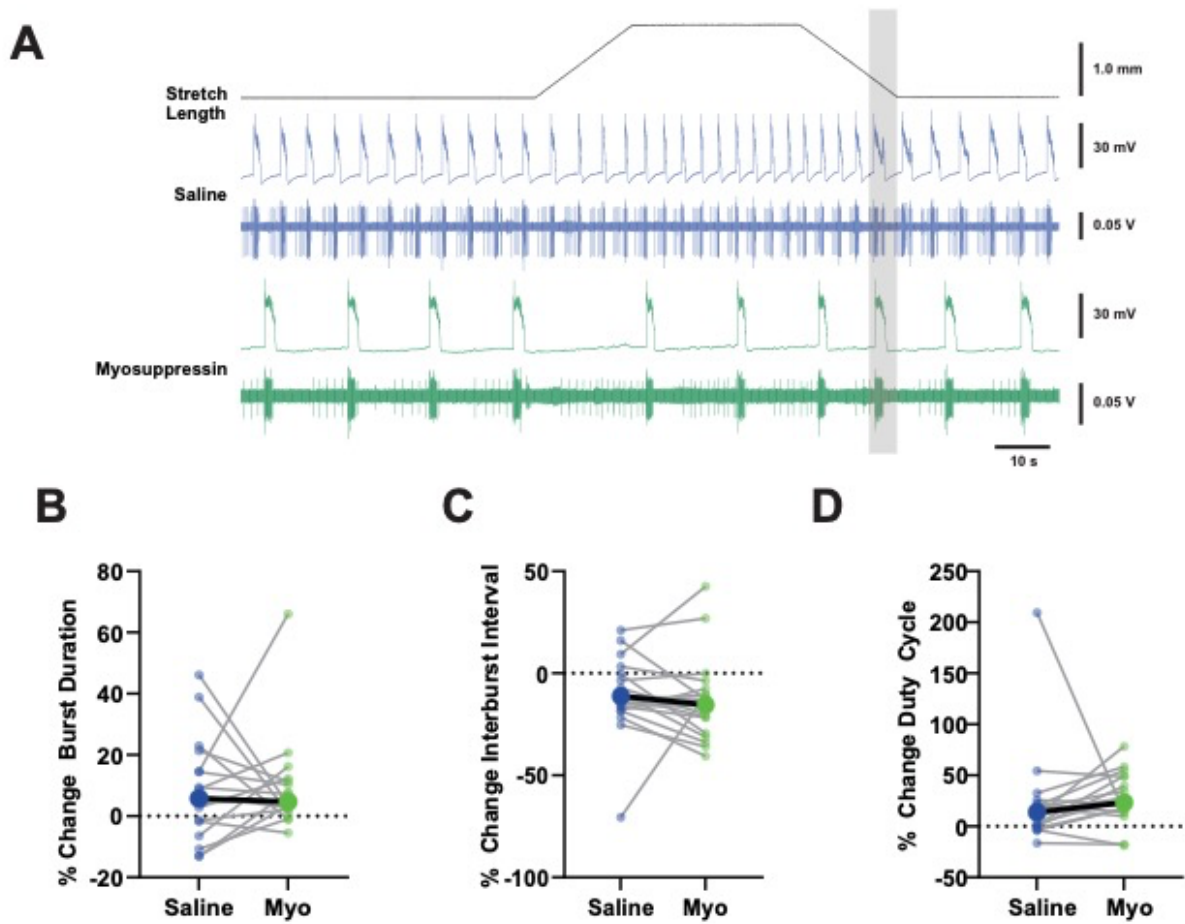 A
1.0 mm
Stretch
Length
30 mV
Saline
0.05 V
30 mV
Myosuppressin
0.05 V
10 s
B
C
D
% Change Burst Duration
80
60
40
20
0
-20
Saline
Myo
% Change Interburst Interval
50
0
-50
-100
Saline
Myo
% Change Duty Cycle
250
200
150
100
50
0
-50
Saline
Myo